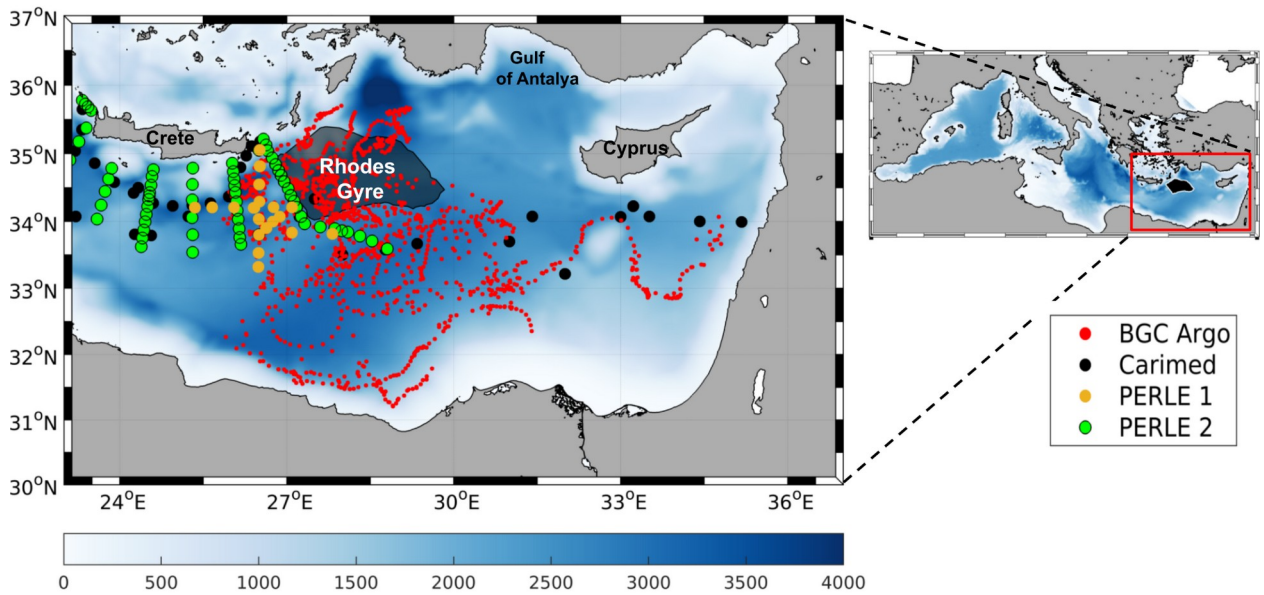 37°N
36°N
35°N
34°N
33°N
32°N
31°N
30°N
24°E
27°E
30°E
33°E
36°E
Gulf
of Antalya
Crete
Rhodes
Gyre
Cyprus
BGC Argo
Carimed
PERLE 1
PERLE 2
0
500
1000
1500
2000
2500
3000
3500
4000